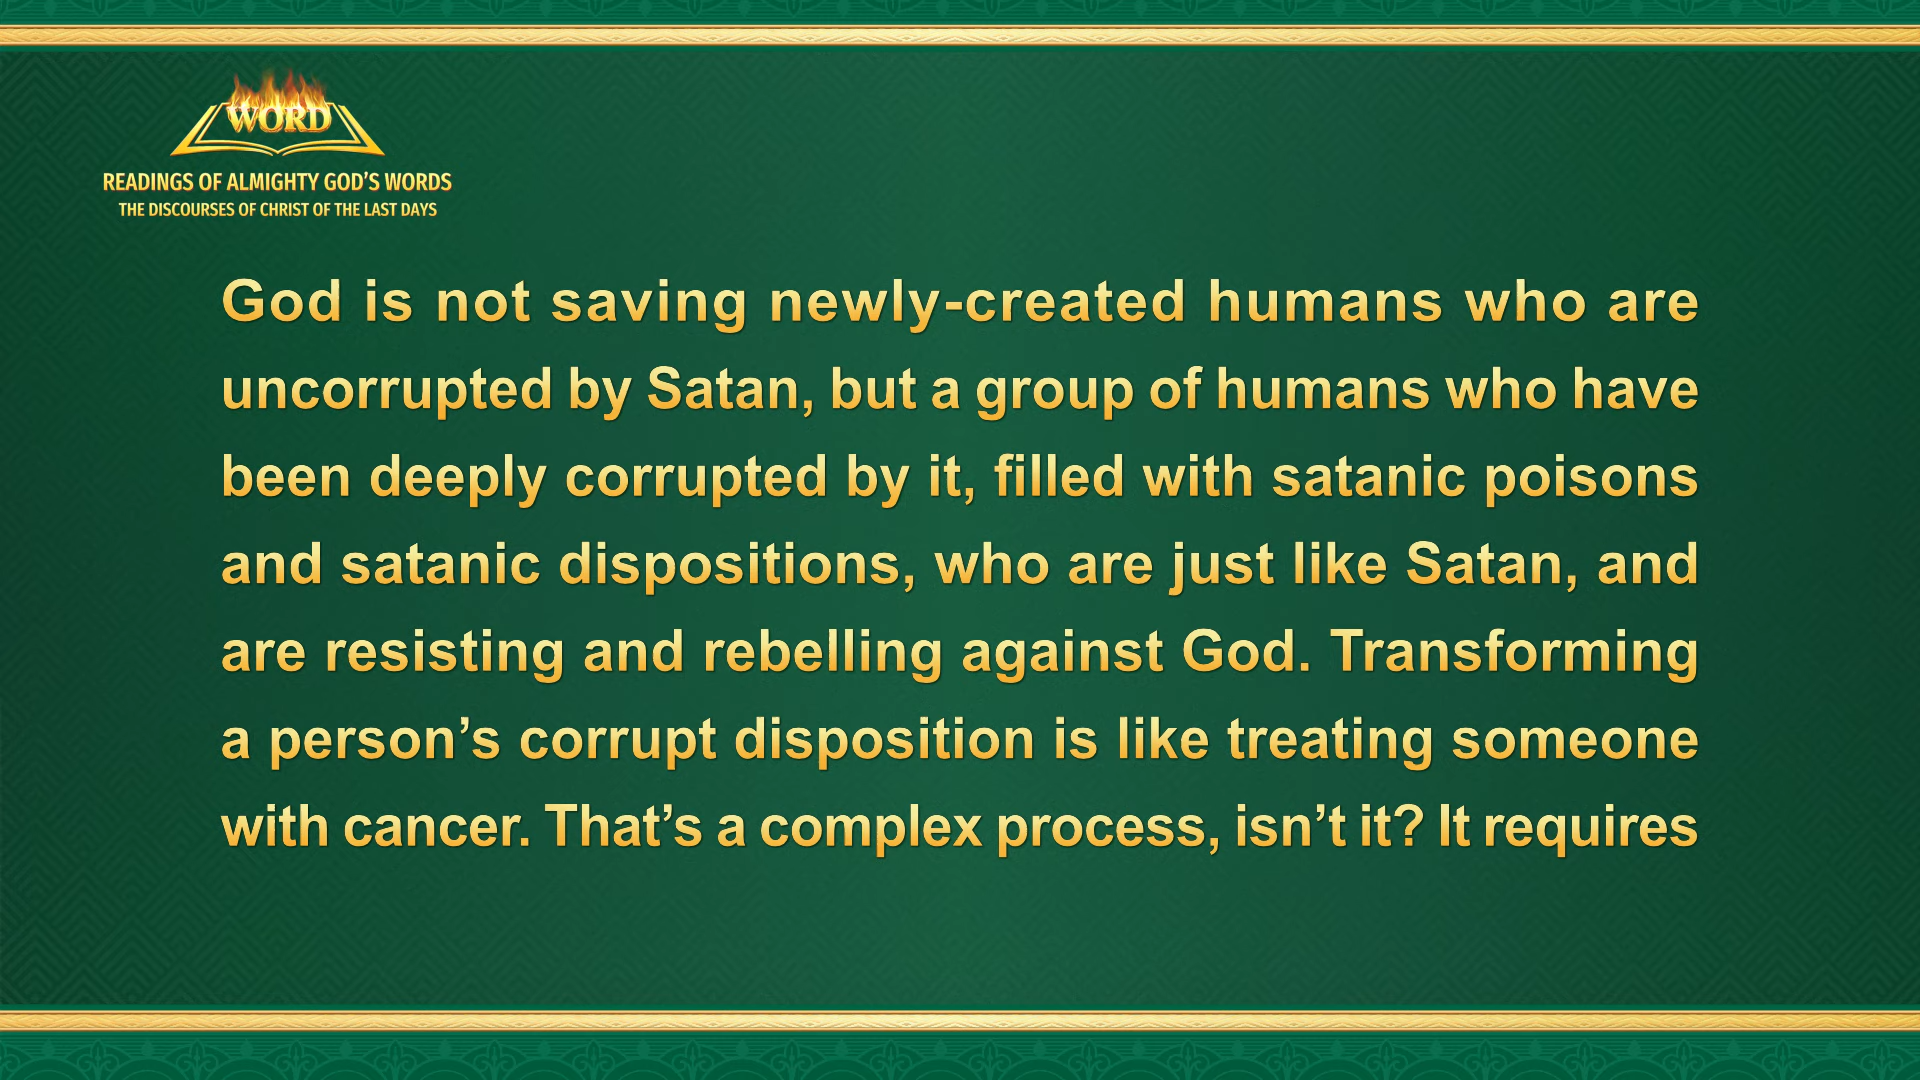 WORD
READINGS OF ALMIGHTY GOD’S WORDS
THE DISCOURSES OF CHRIST OF THE LAST DAYS
God is not saving newly-created humans who are
uncorrupted by Satan, but a group of humans who have
been deeply corrupted by it, filled with satanic poisons
and satanic dispositions, who are just like Satan, and
are resisting and rebelling against God. Transforming
a person’s corrupt disposition is like treating someone
with cancer. That’s a complex process, isn’t it? It requires